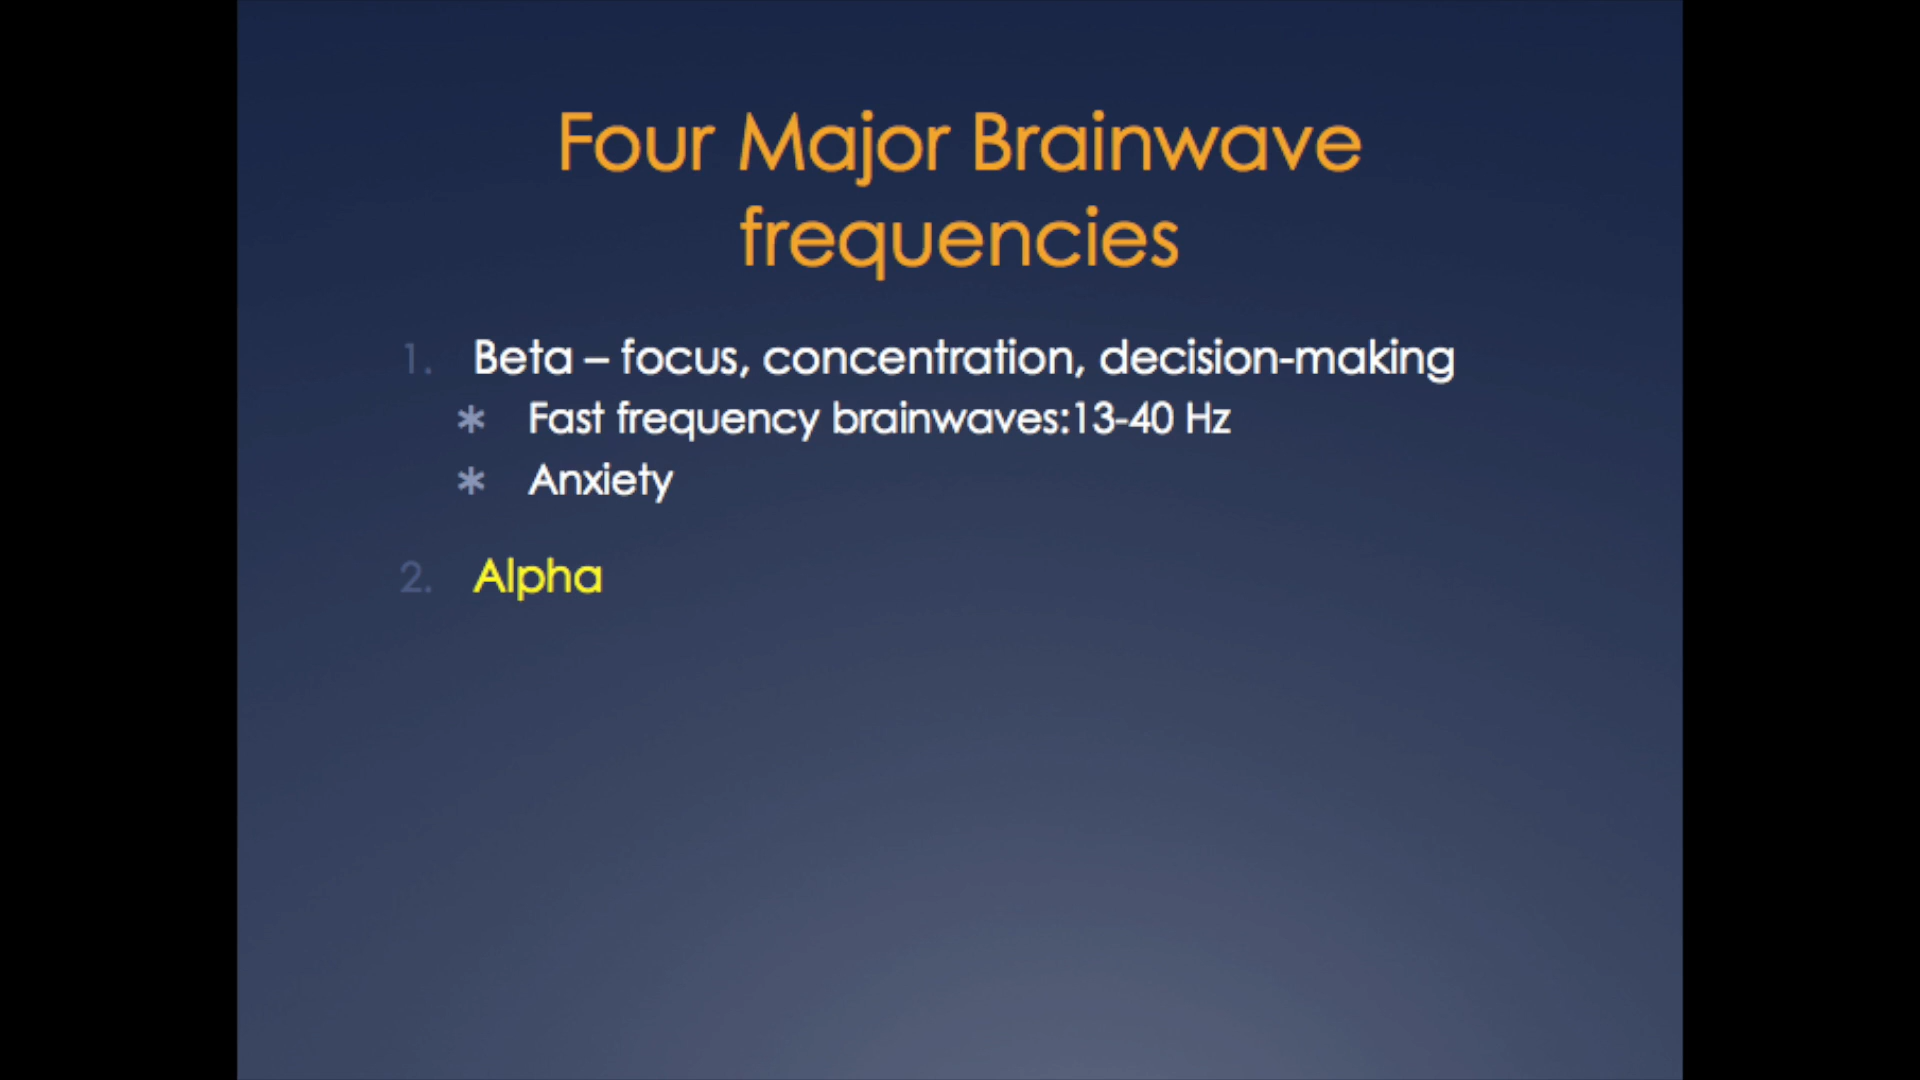 Four Major Brainwave
frequencies
1. Beta – focus, concentration, decision-making
* Fast frequency brainwaves:13-40 Hz
* Anxiety
2. Alpha